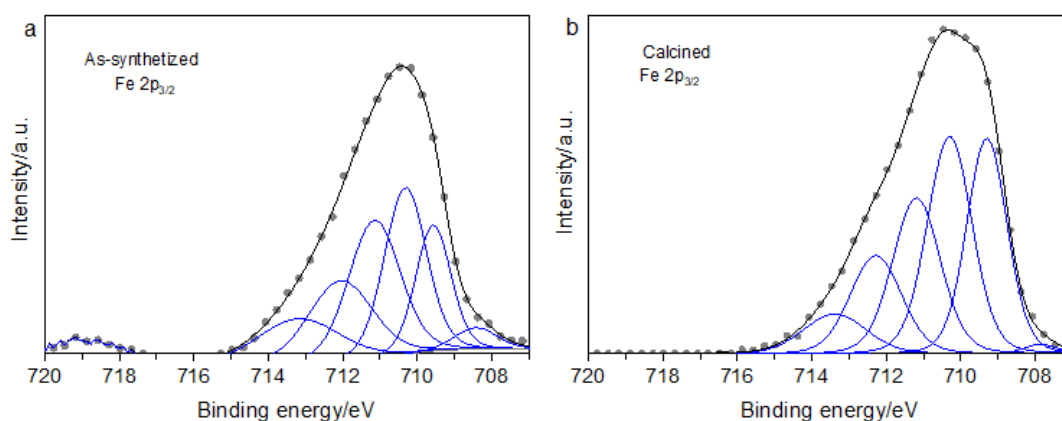 a
As-synthetized
Fe 2p3/2
Intensity/a.u.
720 718 716 714 712 710 708
Binding energy/eV
b
Calcined
Fe 2p3/2
Intensity/a.u.
720 718 716 714 712 710 708
Binding energy/eV